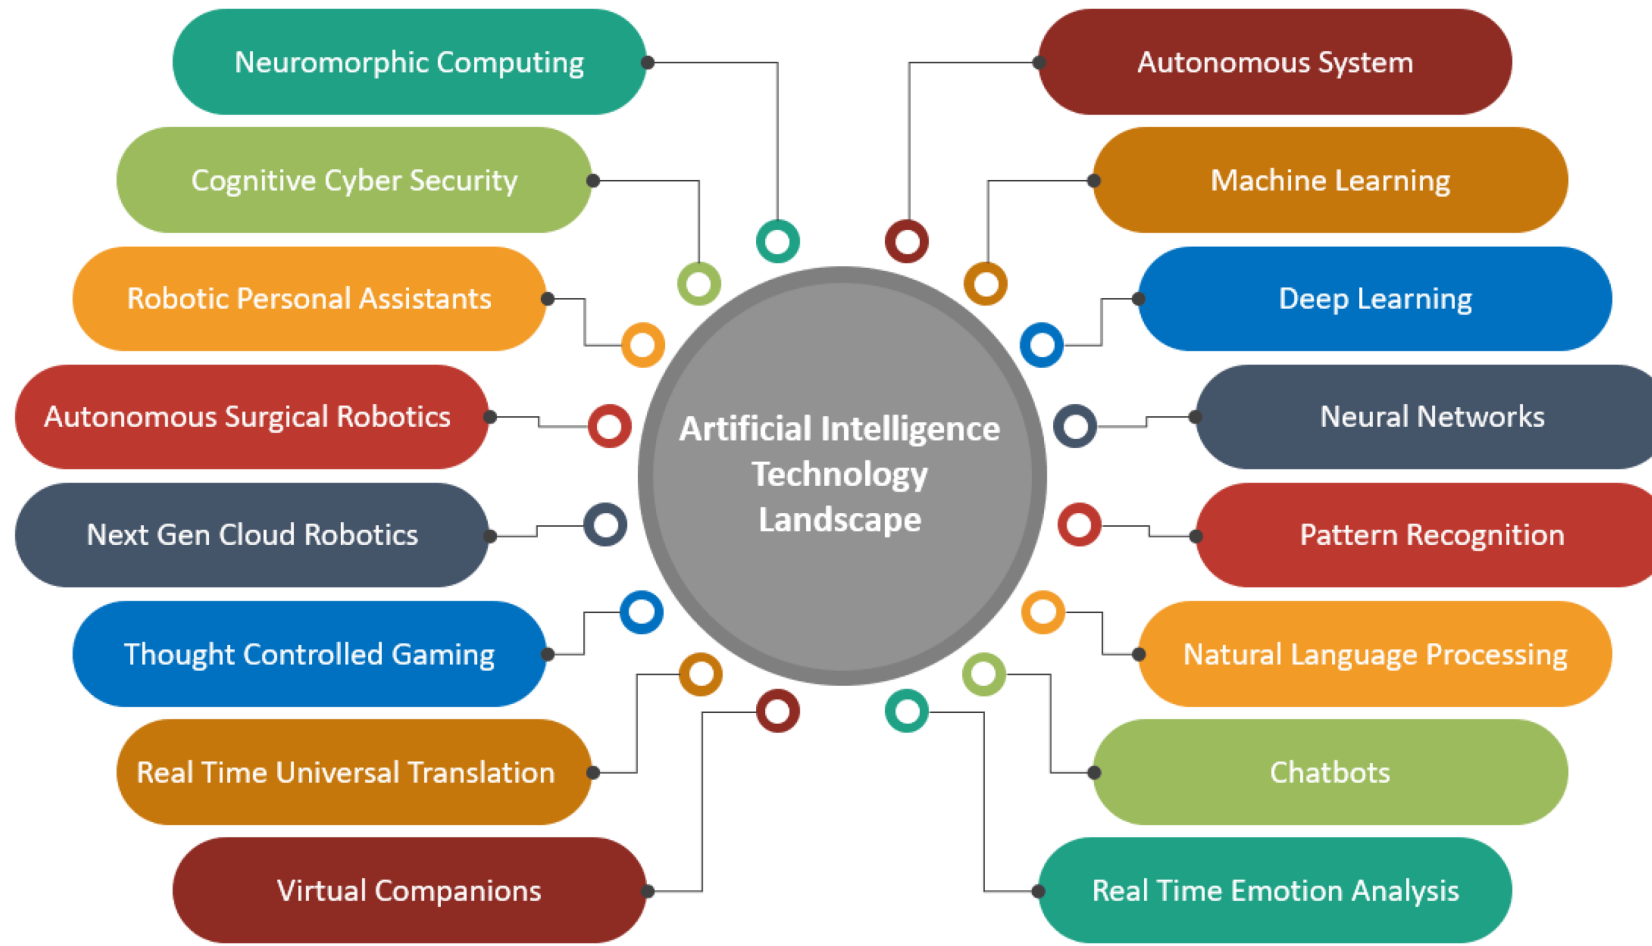 Neuromorphic Computing
Cognitive Cyber Security
Robotic Personal Assistants
Autonomous Surgical Robotics
Next Gen Cloud Robotics
Thought Controlled Gaming
Real Time Universal Translation
Virtual Companions
Artificial Intelligence
Technology
Landscape
Autonomous System
Machine Learning
Deep Learning
Neural Networks
Pattern Recognition
Natural Language Processing
Chatbots
Real Time Emotion Analysis